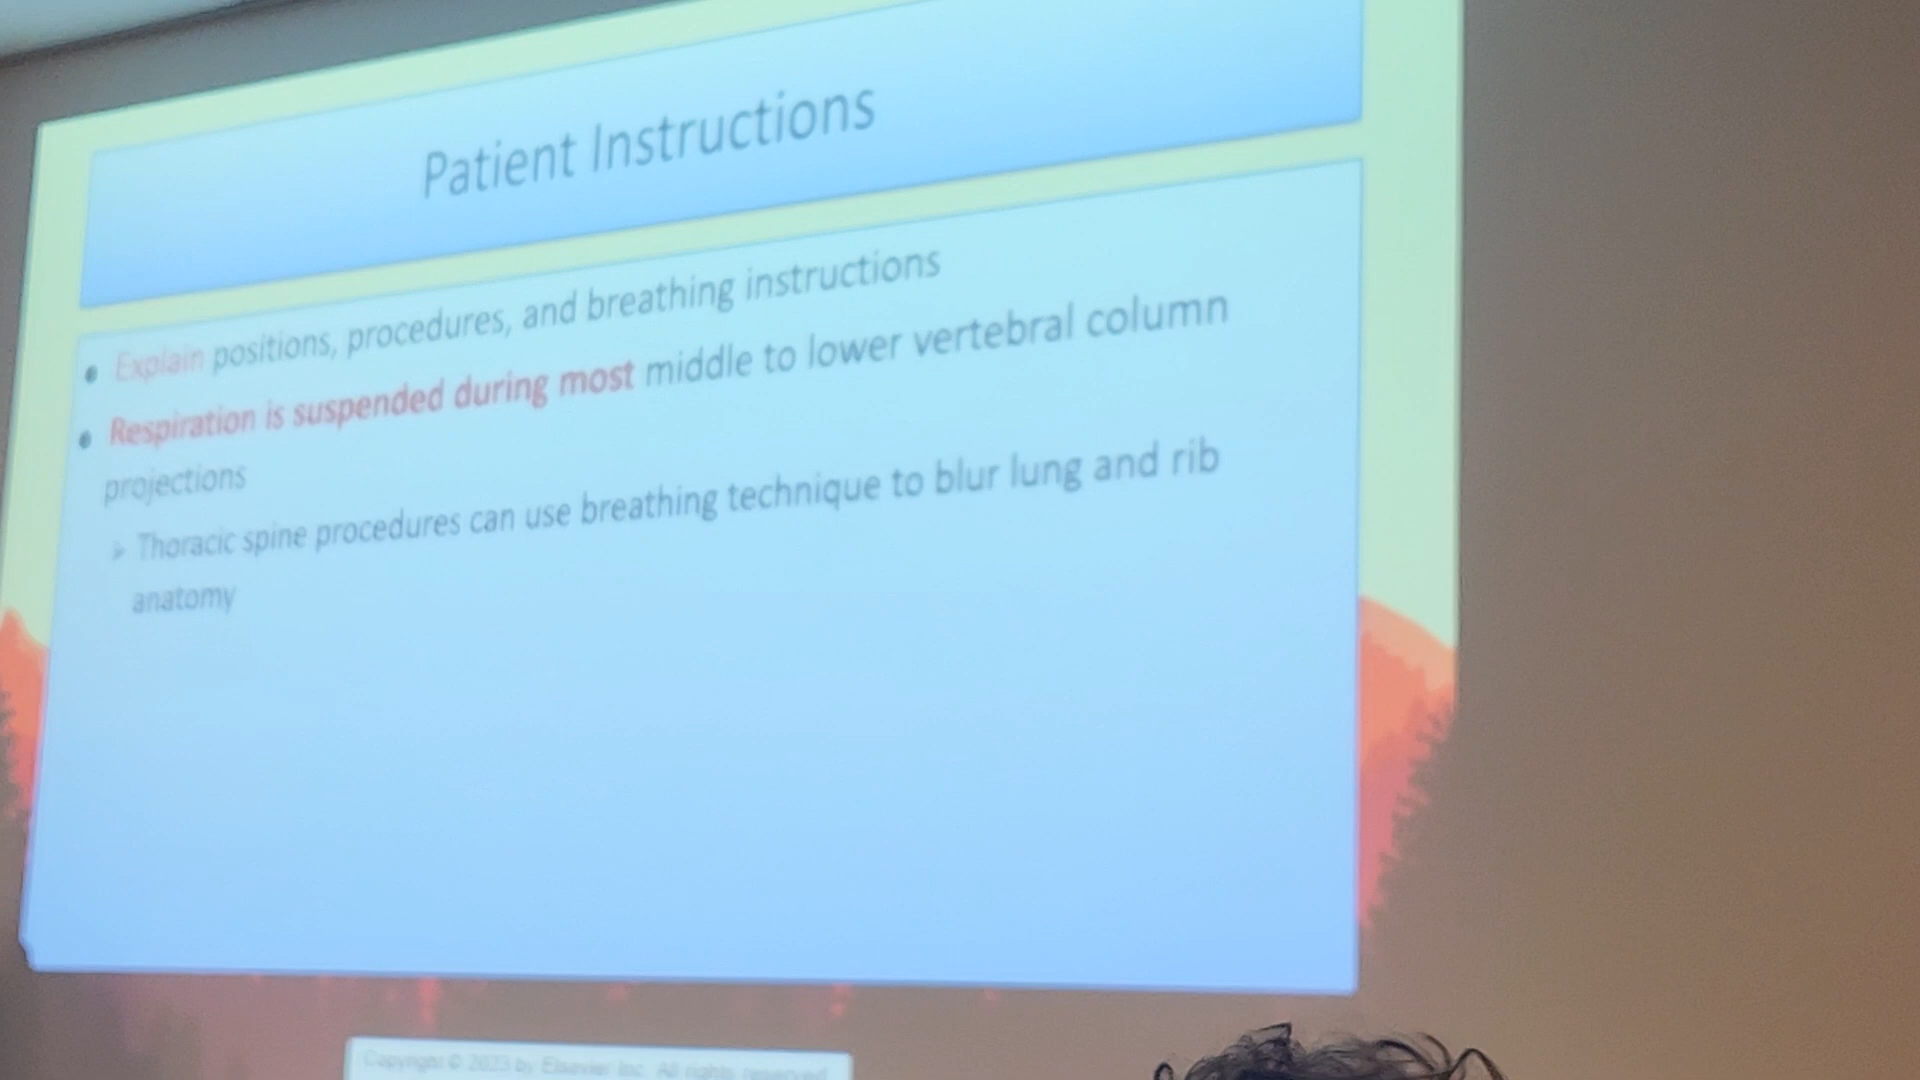 Patient Instructions
• Explain positions, procedures, and breathing instructions
• Respiration is suspended during most middle to lower vertebral column
projections
➢ Thoracic spine procedures can use breathing technique to blur lung and rib
anatomy
Copyright © 2023 by Elsevier Inc. All rights reserved.